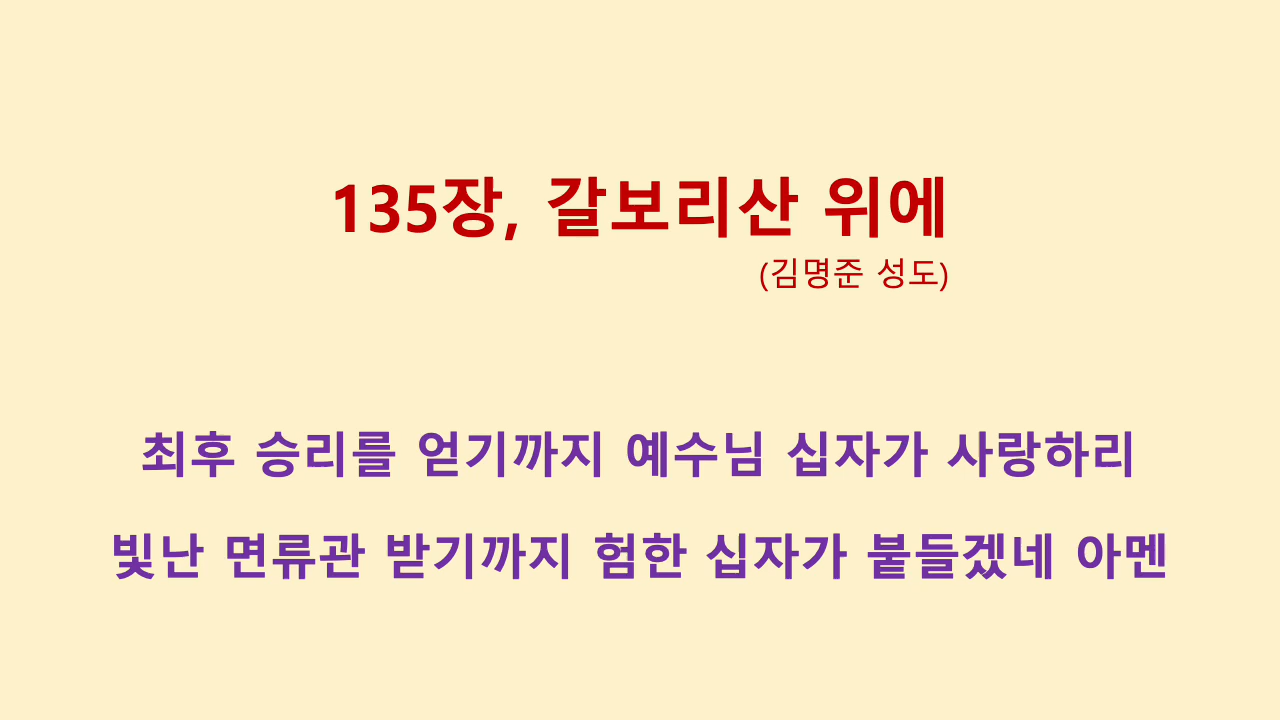 135장, 갈보리산 위에
(김명준 성도)
최후 승리를 얻기까지 예수님 십자가 사랑하리
빛난 면류관 받기까지 험한 십자가 붙들겠네 아멘